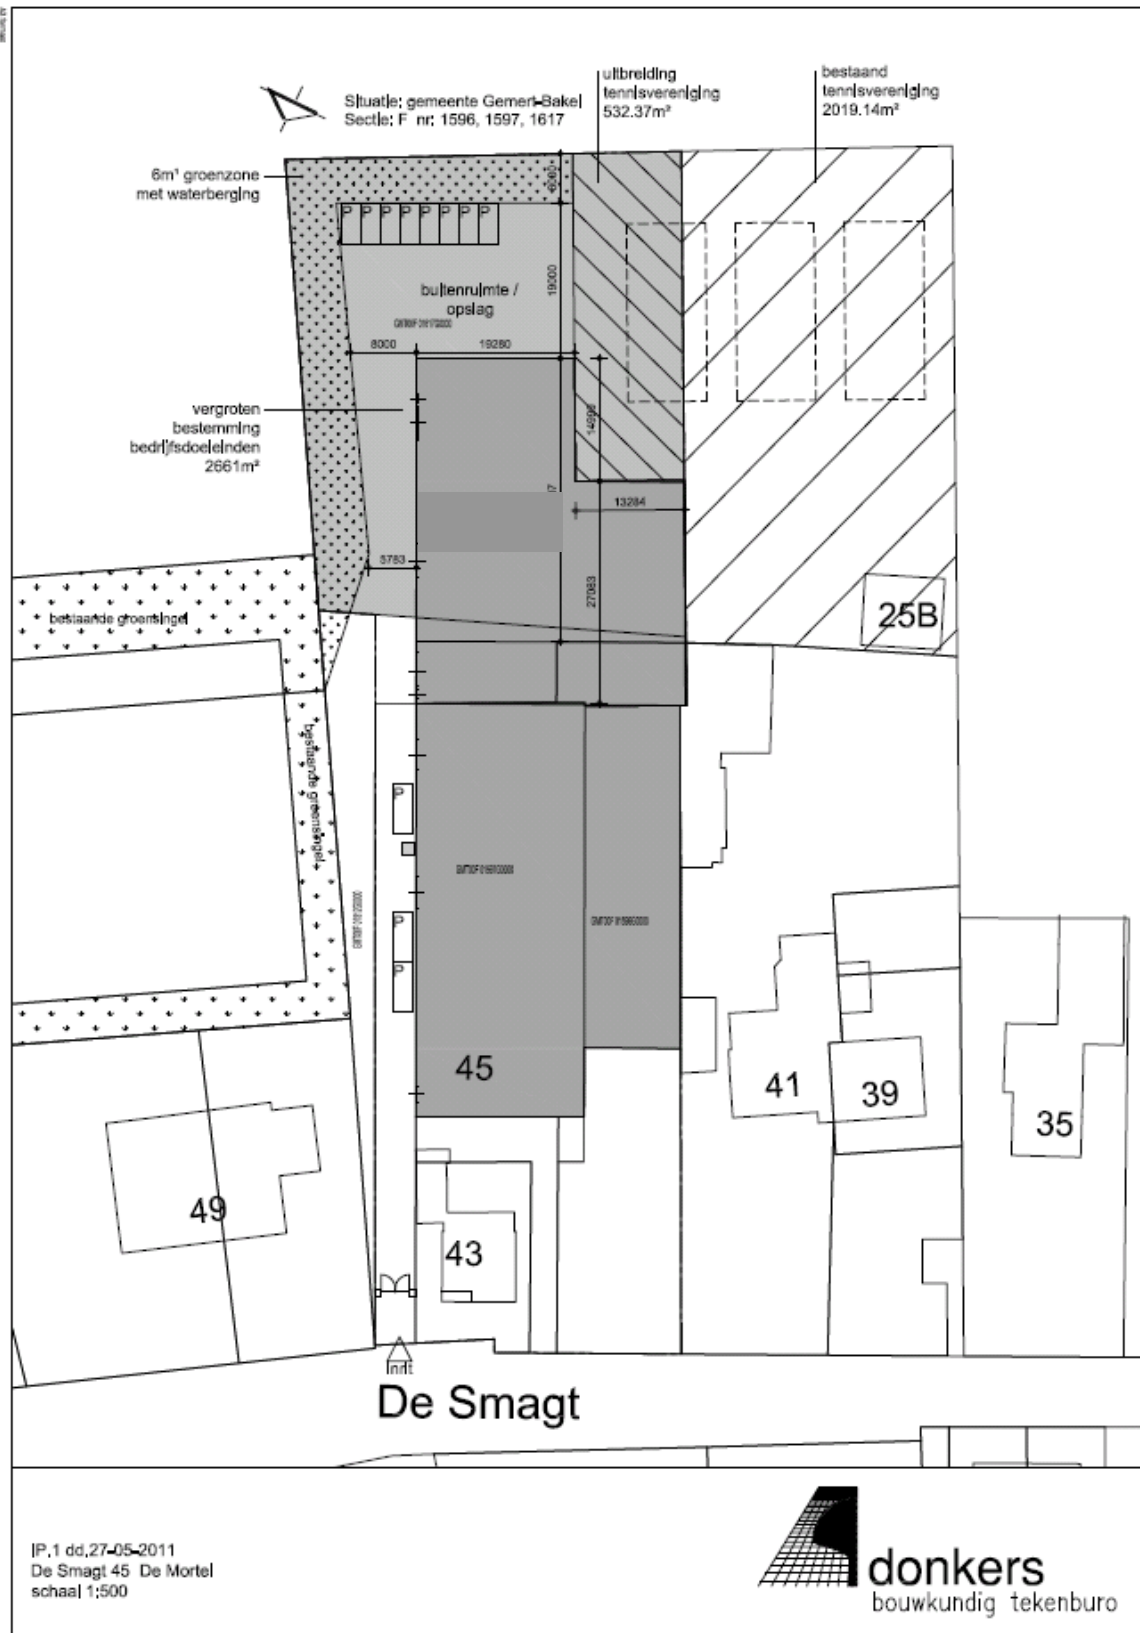 Situatie: gemeente Gemert-Bakel
Sectie: F nr: 1596, 1597, 1617
uitbreiding
tennisvereniging
532.37m²
bestaand
tennisvereniging
2019.14m²
6m¹ groenzone
met waterberging
P P P P P P P P
6000
19000
buitenruimte /
opslag
8000
19280
vergroten
bestemming
bedrijfsdoeleinden
2661m²
13284
5783
27083
25B
bestaande groensingel
bestaande groensingel
P
P
P
45
41
39
35
49
43
inrit
De Smagt
IP.1 dd.27-05-2011
De Smagt 45 De Mortel
schaal 1:500
donkers
bouwkundig tekenburo